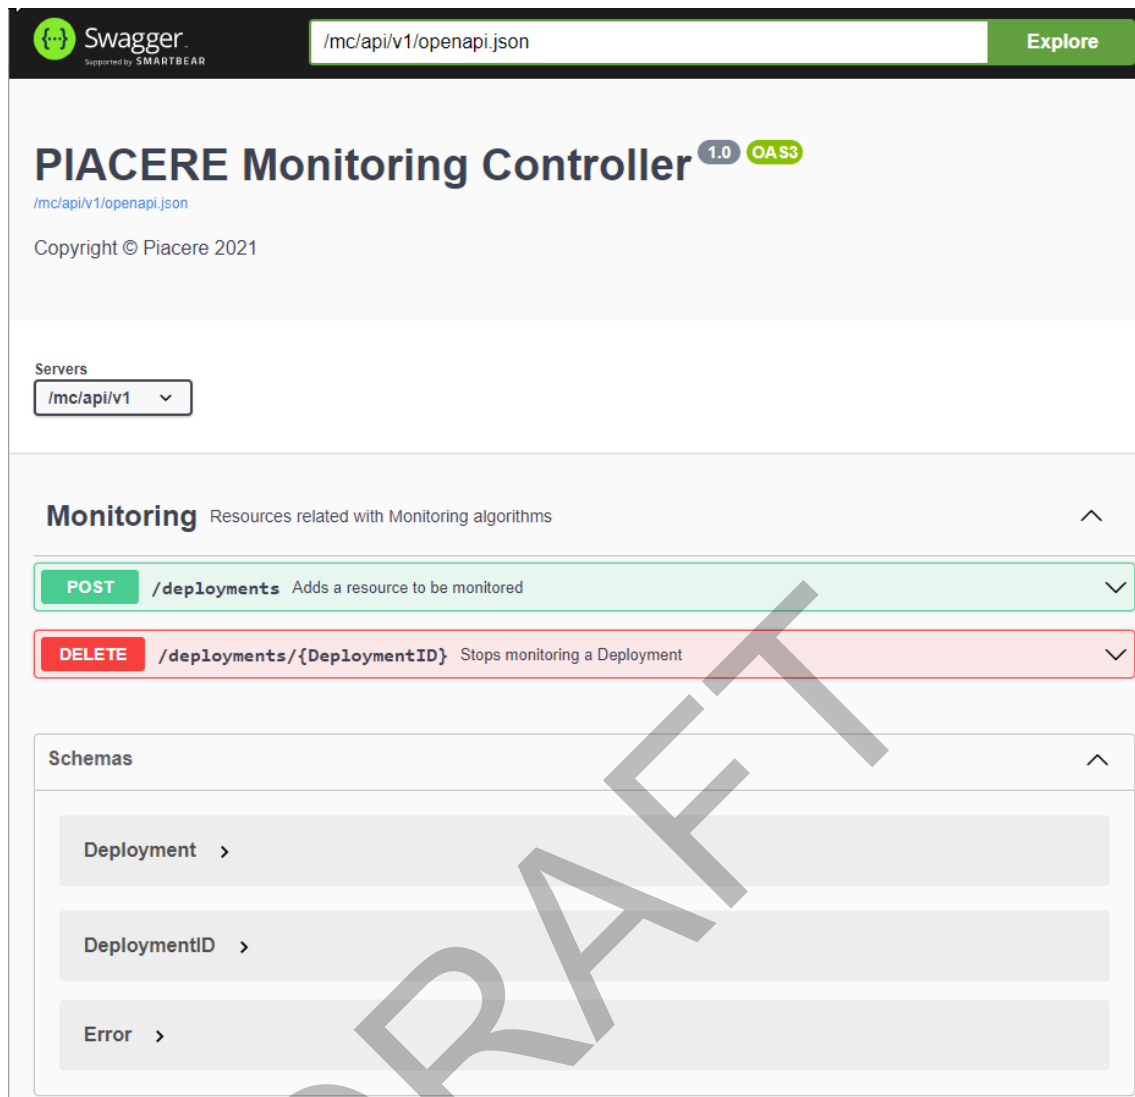 Swagger.
Supported by SMARTBEAR
/mc/api/v1/openapi.json
Explore
PIACERE Monitoring Controller 1.0 OAS3
/mc/api/v1/openapi.json
Copyright © Piacere 2021
Servers
/mc/api/v1
Monitoring Resources related with Monitoring algorithms
POST /deployments Adds a resource to be monitored
DELETE /deployments/{DeploymentID} Stops monitoring a Deployment
Schemas
Deployment
DeploymentID
Error
DRAFT